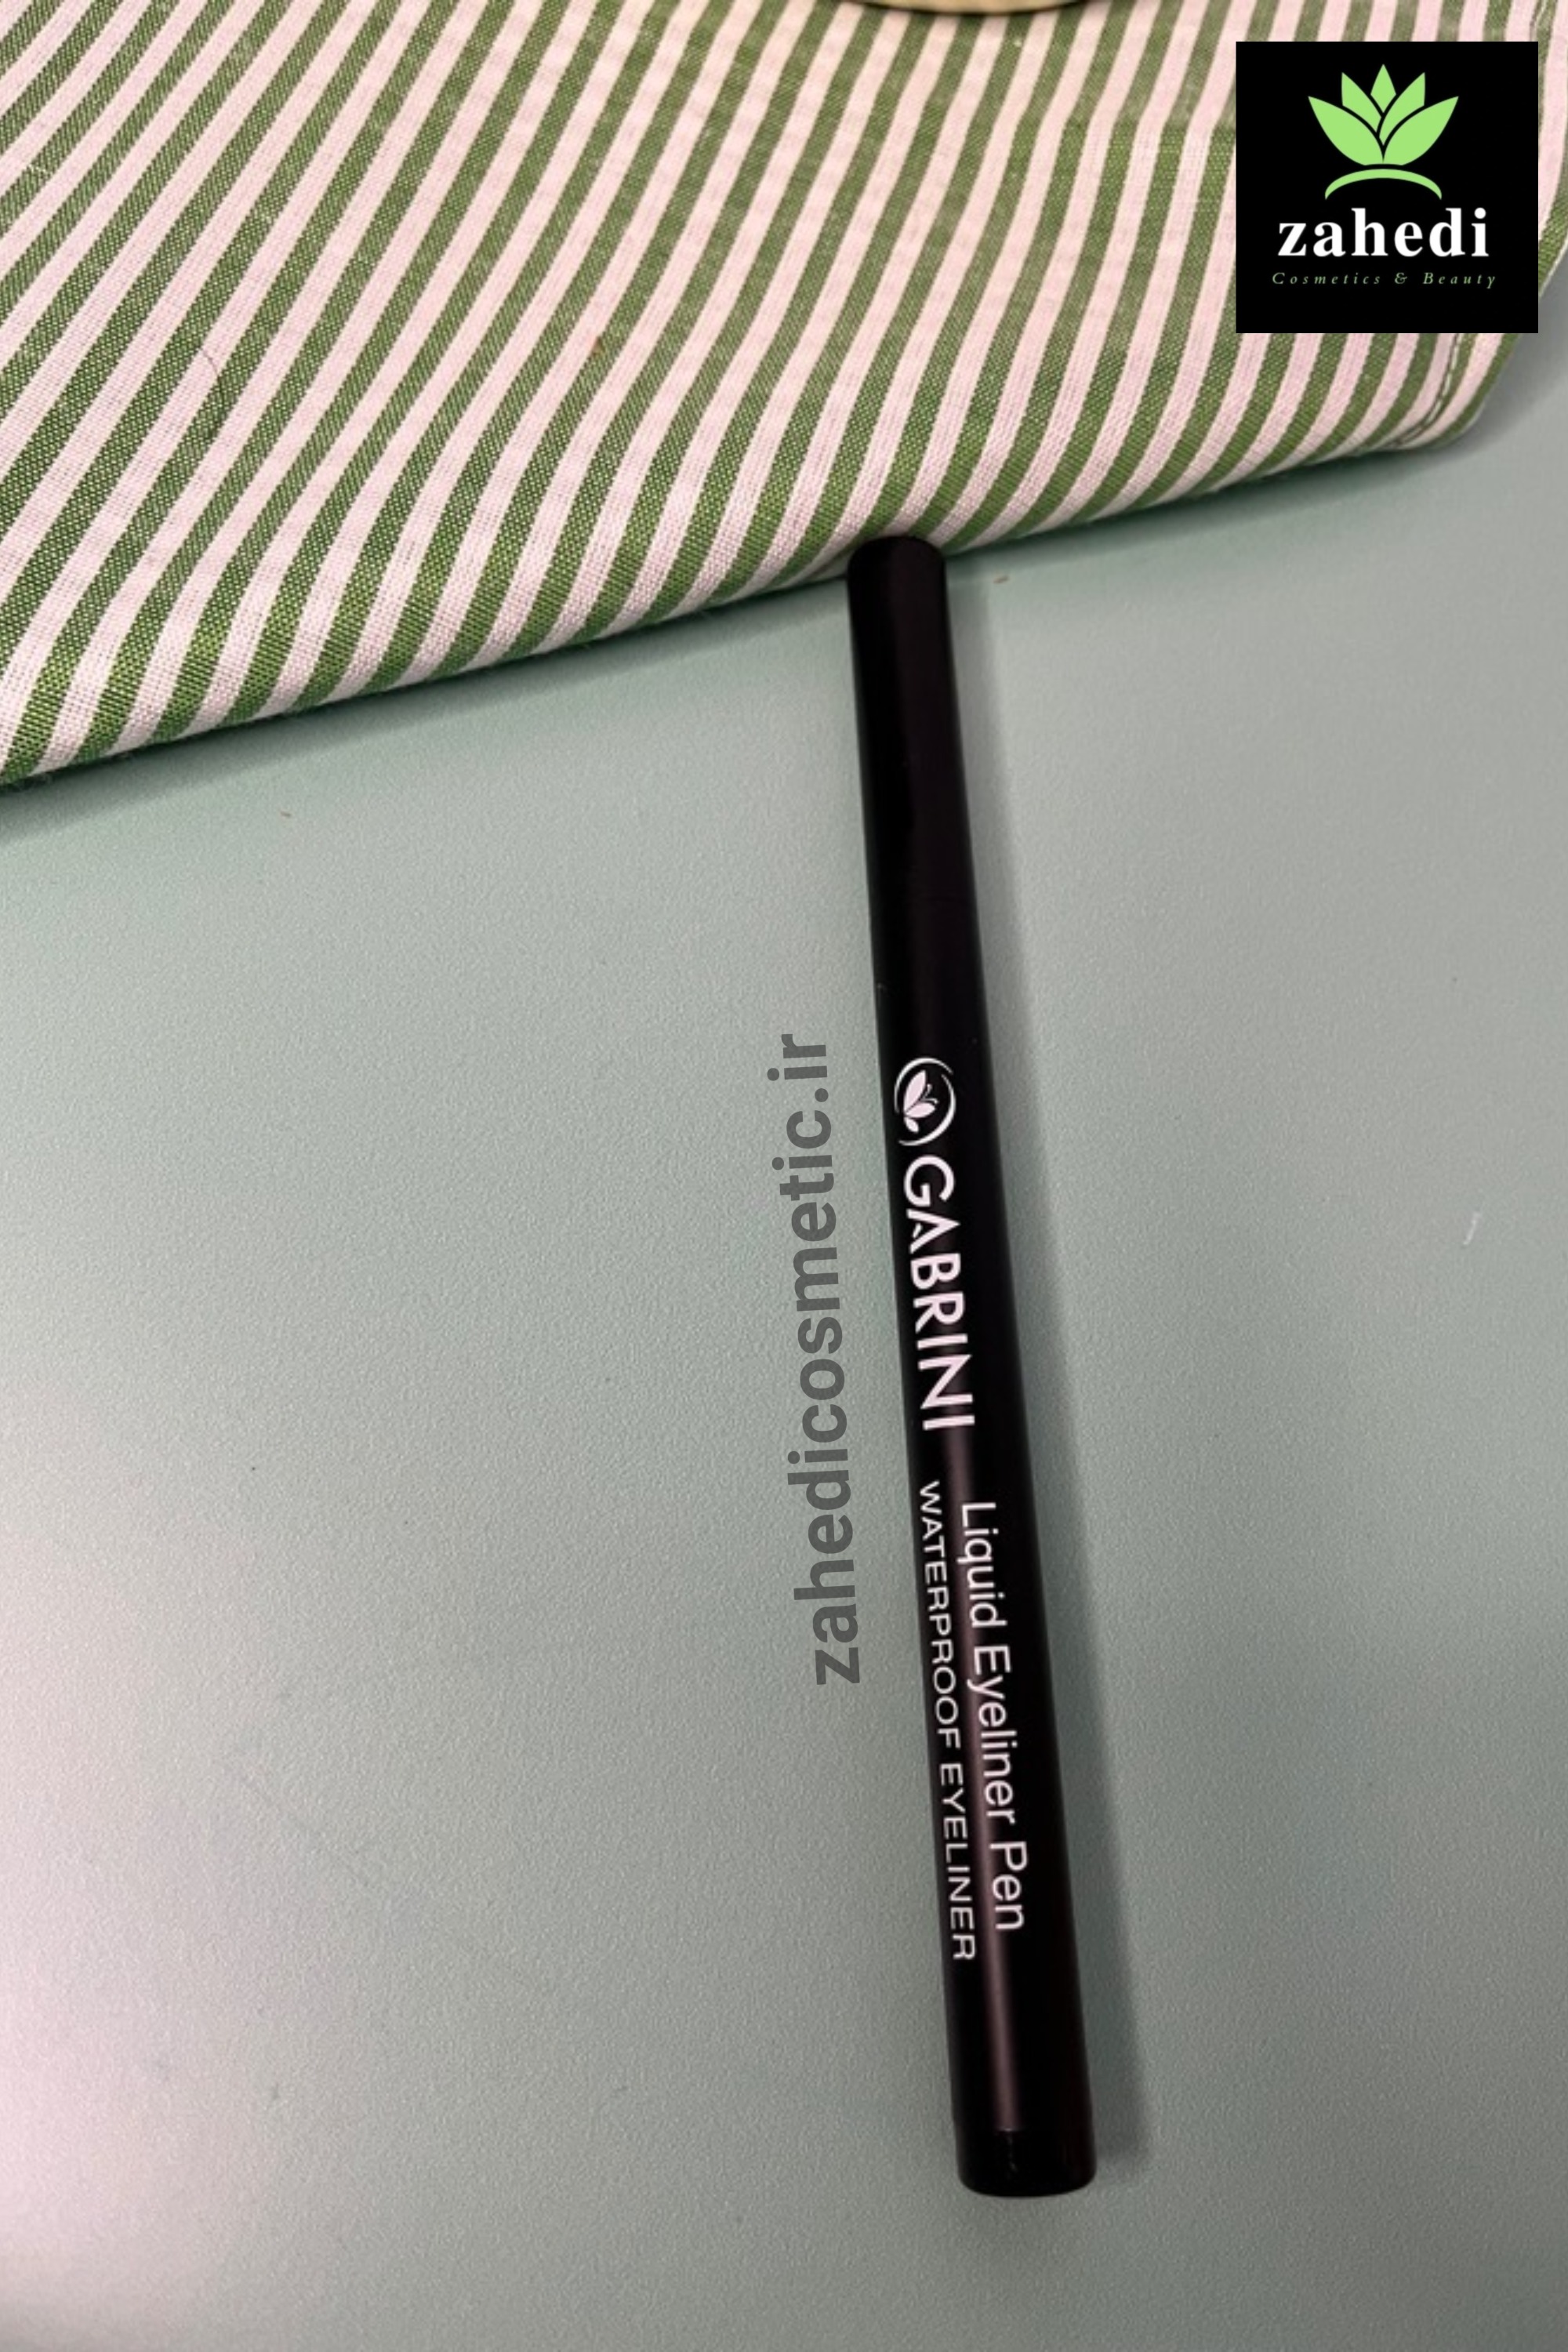 zahedi
Cosmetics & Beauty
zahedicosmetic.ir
GABRINI
Liquid Eyeliner Pen
WATERPROOF EYELINER